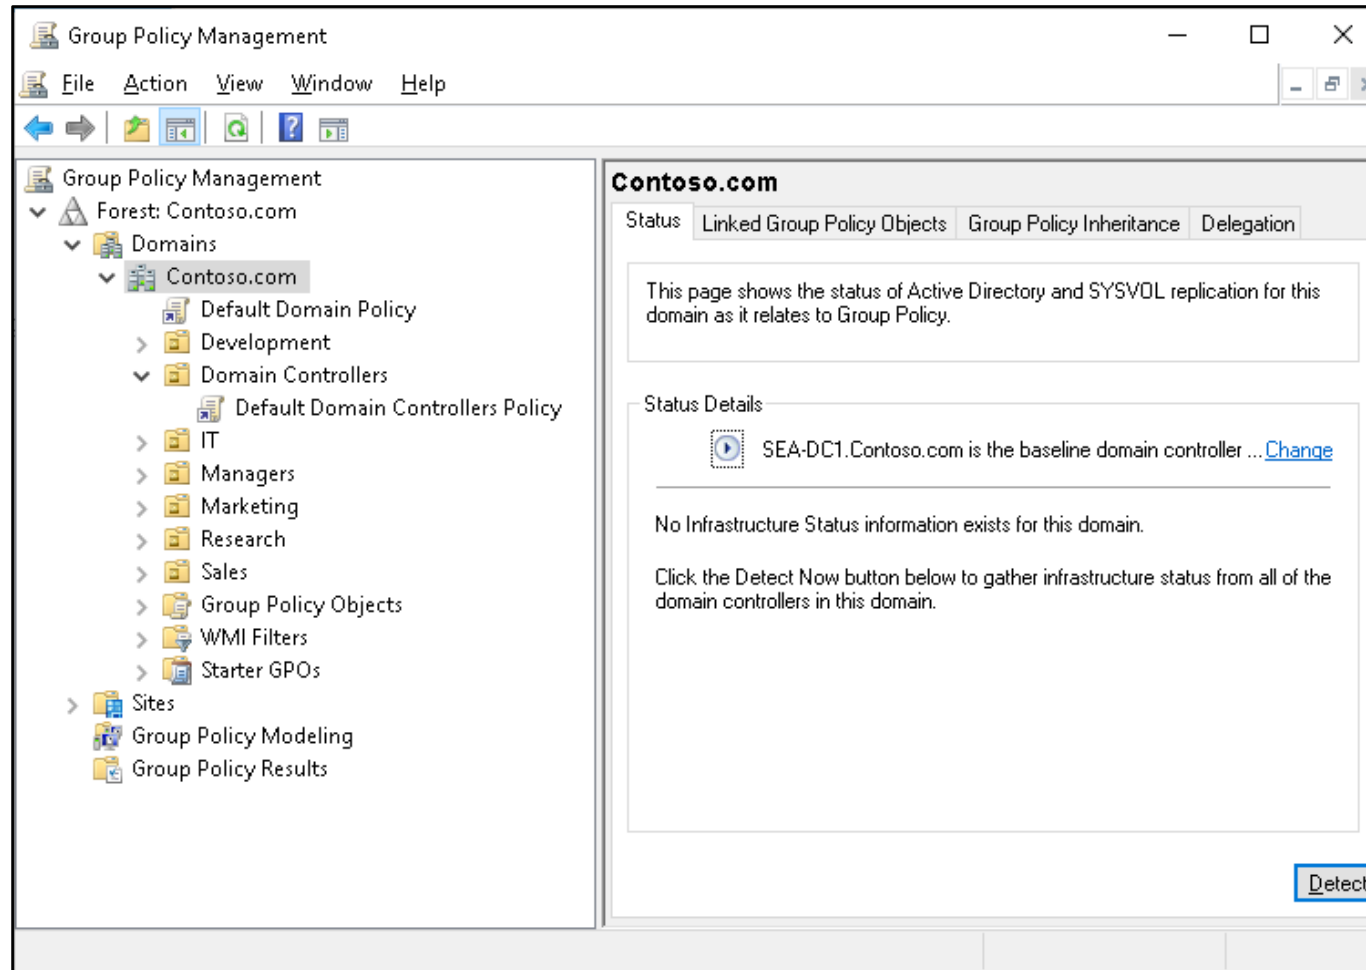 Group Policy Management
File Action View Window Help
Group Policy Management
Forest: Contoso.com
Domains
Contoso.com
Default Domain Policy
Development
Domain Controllers
Default Domain Controllers Policy
IT
Managers
Marketing
Research
Sales
Group Policy Objects
WMI Filters
Starter GPOs
Sites
Group Policy Modeling
Group Policy Results
Contoso.com
Status Linked Group Policy Objects Group Policy Inheritance Delegation
This page shows the status of Active Directory and SYSVOL replication for this
domain as it relates to Group Policy.
Status Details
SEA-DC1.Contoso.com is the baseline domain controller ... Change
No Infrastructure Status information exists for this domain.
Click the Detect Now button below to gather infrastructure status from all of the
domain controllers in this domain.
Detect